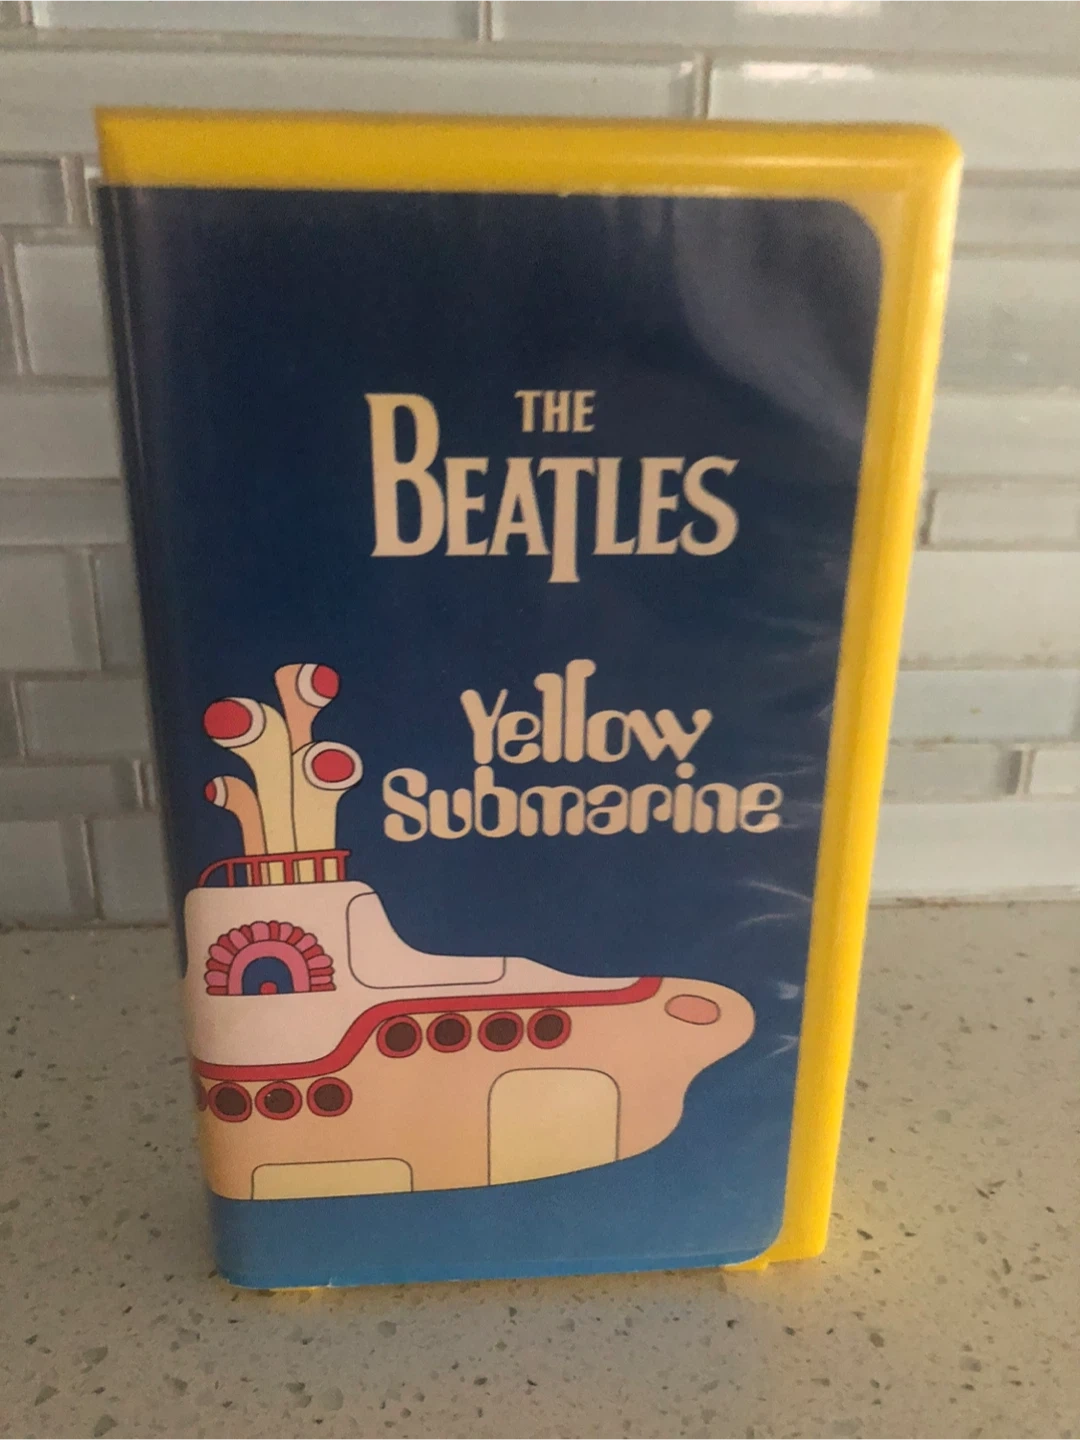 THE
BEATLES
Yellow
Submarine